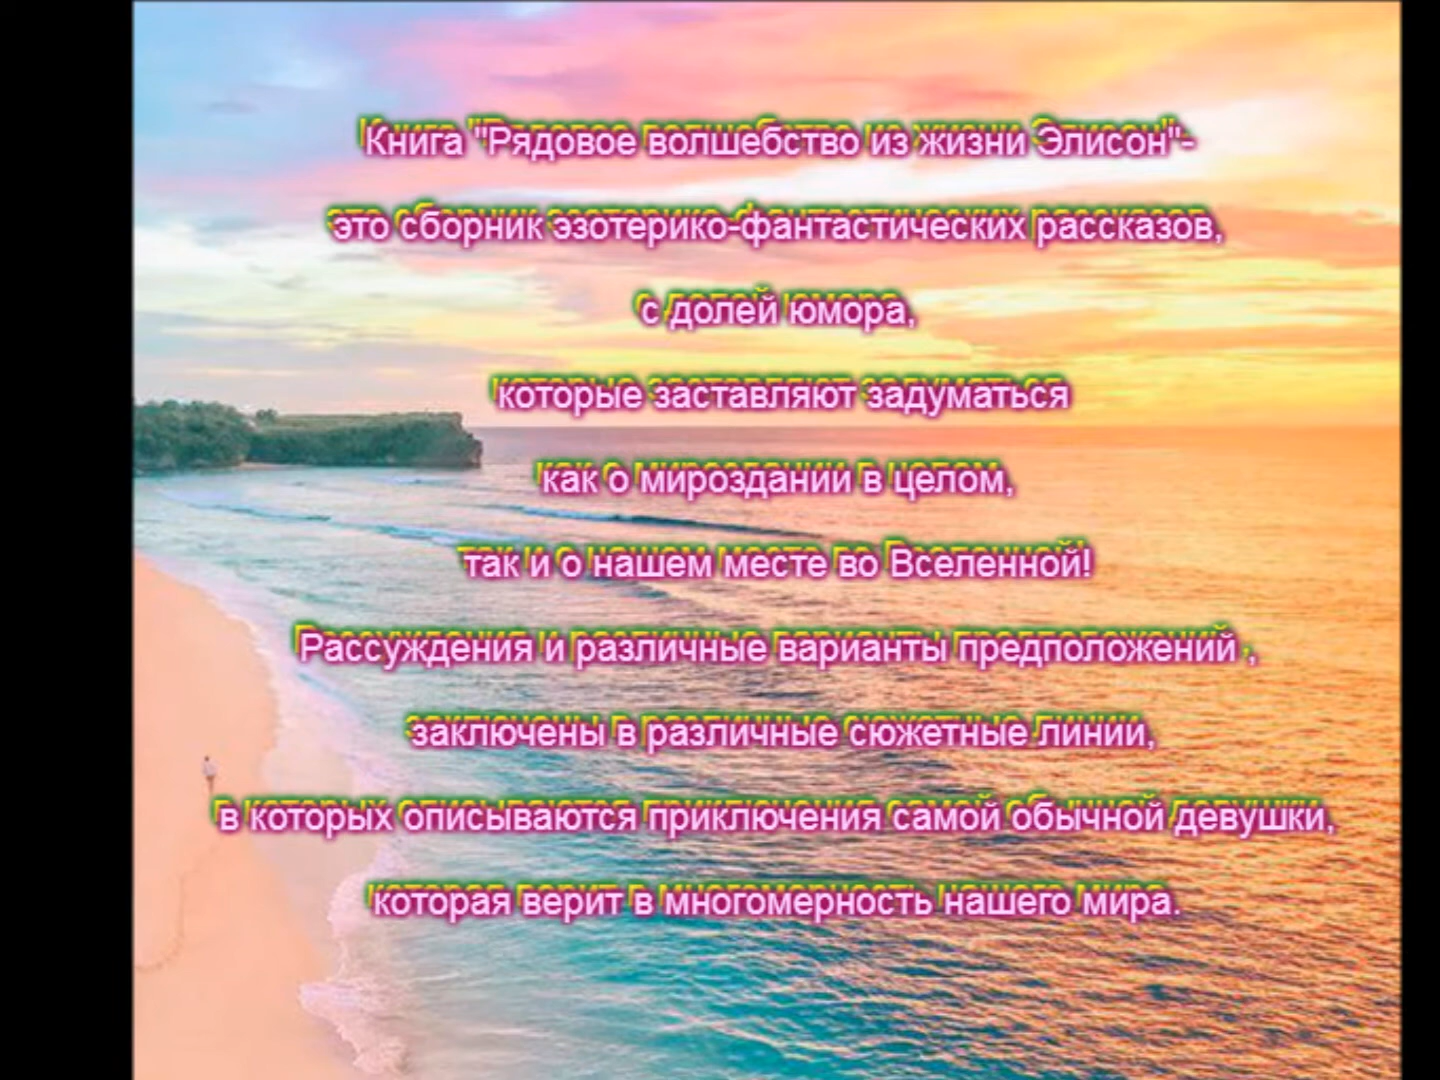 Книга "Рядовое волшебство из жизни Элисон"-
это сборник эзотерико-фантастических рассказов,
с долей юмора,
которые заставляют задуматься
как о мироздании в целом,
так и о нашем месте во Вселенной!
Рассуждения и различные варианты предположений ,
заключены в различные сюжетные линии,
в которых описываются приключения самой обычной девушки,
которая верит в многомерность нашего мира.